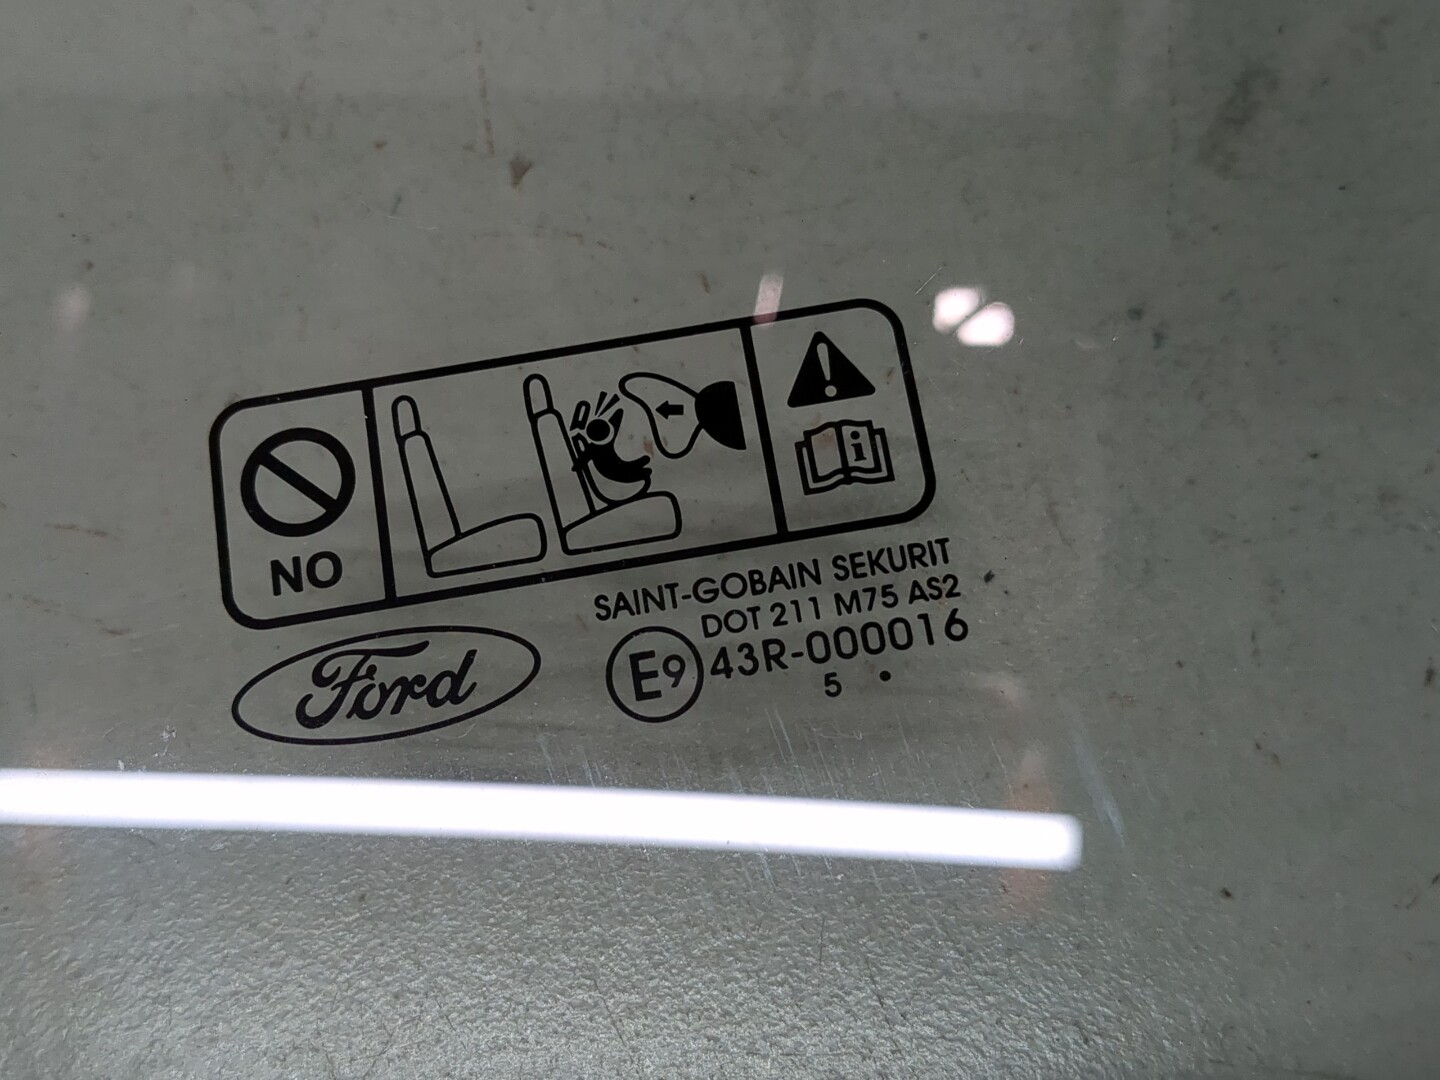 NO
SAINT-GOBAIN SEKURIT
DOT 211 M75 AS2
Ford
E9 43R-000016
5 •